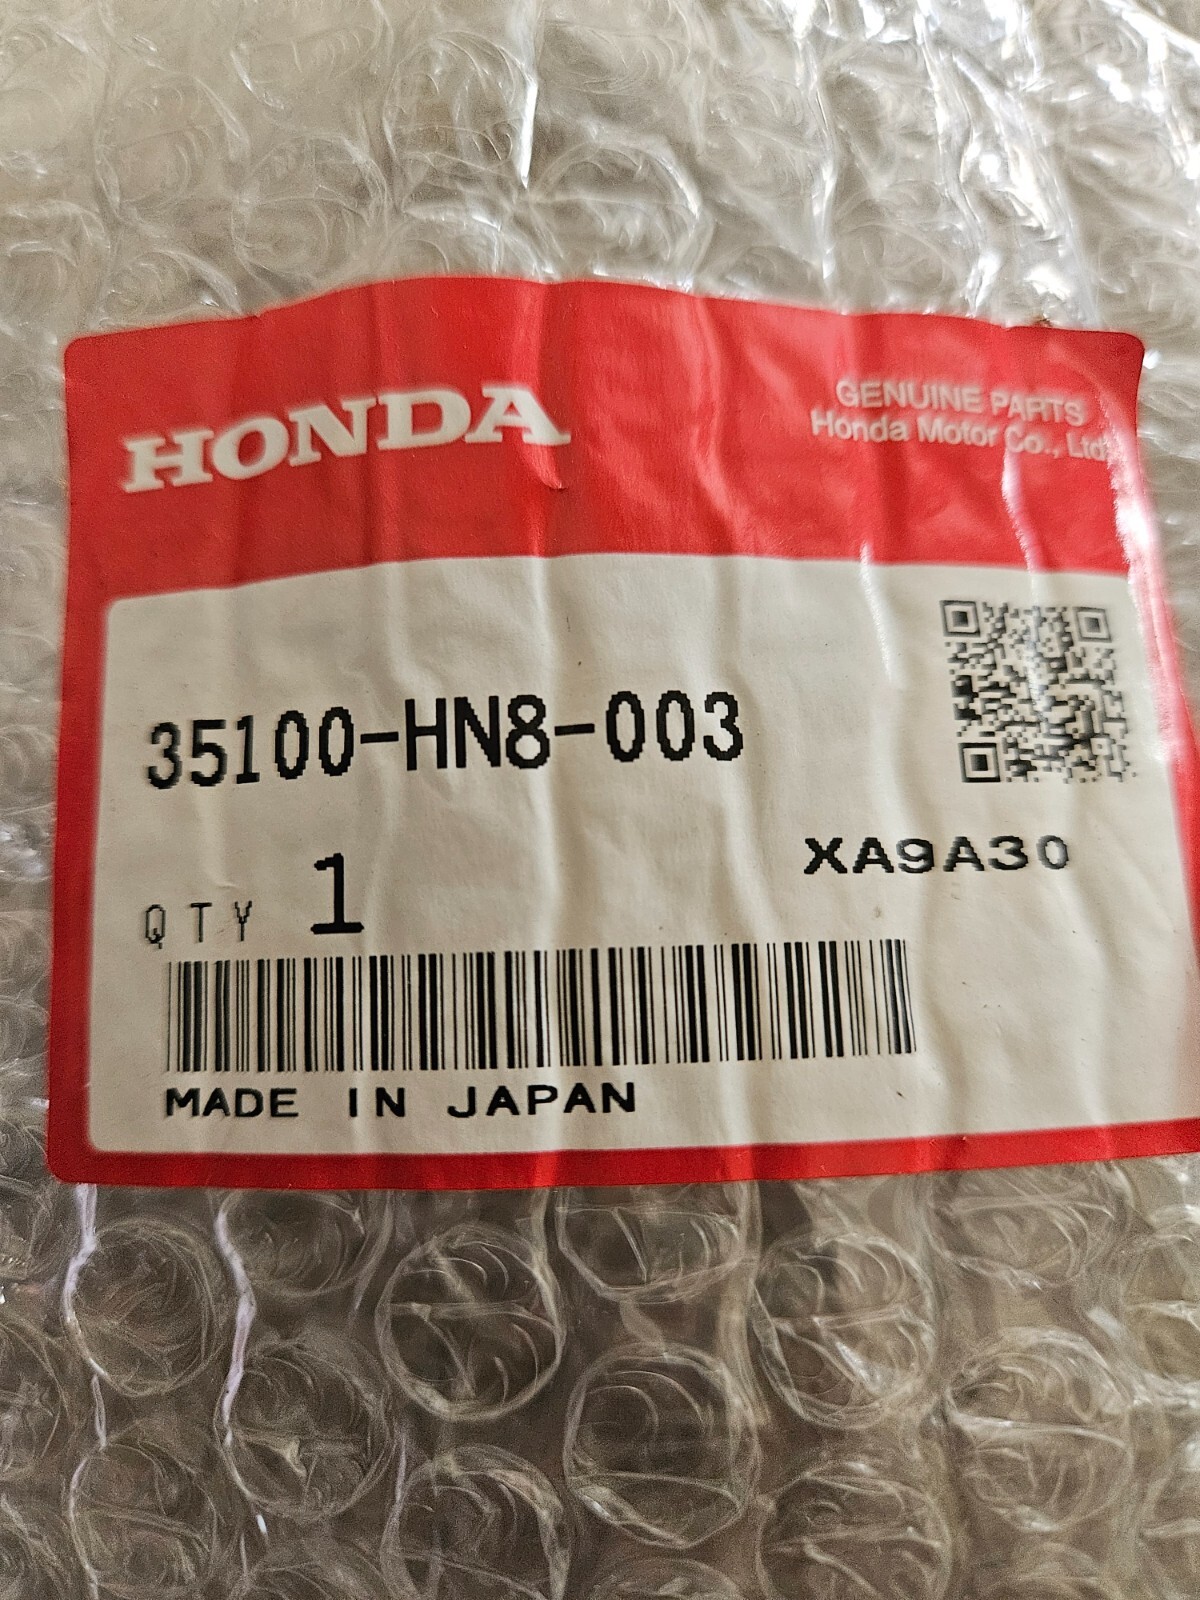 HONDA
GENUINE PARTS
Honda Motor Co., Ltd.
35100-HN8-003
XA9A30
QTY 1
MADE IN JAPAN